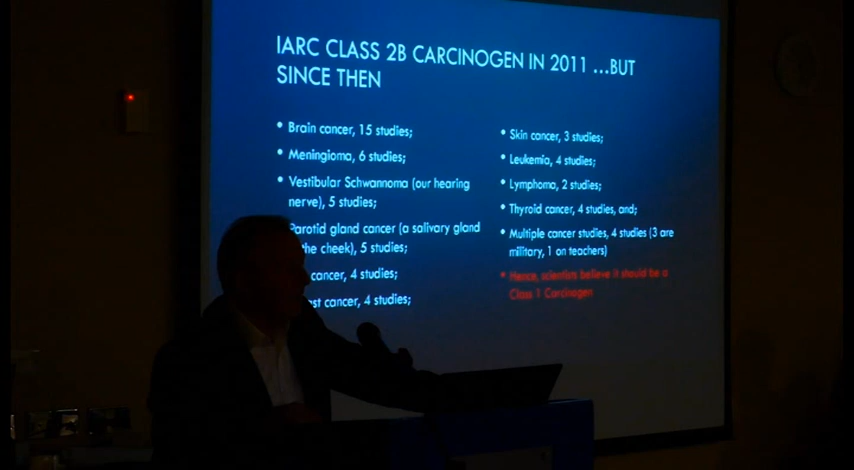 IARC CLASS 2B CARCINOGEN IN 2011 ...BUT
SINCE THEN
• Brain cancer, 15 studies;
• Meningioma, 6 studies;
• Vestibular Schwannoma (our hearing
nerve), 5 studies;
Parotid gland cancer (a salivary gland
the cheek), 5 studies;
cancer, 4 studies;
cancer, 4 studies;
• Skin cancer, 3 studies;
• Leukemia, 4 studies;
• Lymphoma, 2 studies;
• Thyroid cancer, 4 studies, and;
• Multiple cancer studies, 4 studies (3 are
military, 1 on teachers)
• Hence, scientists believe it should be a
Class 1 Carcinogen